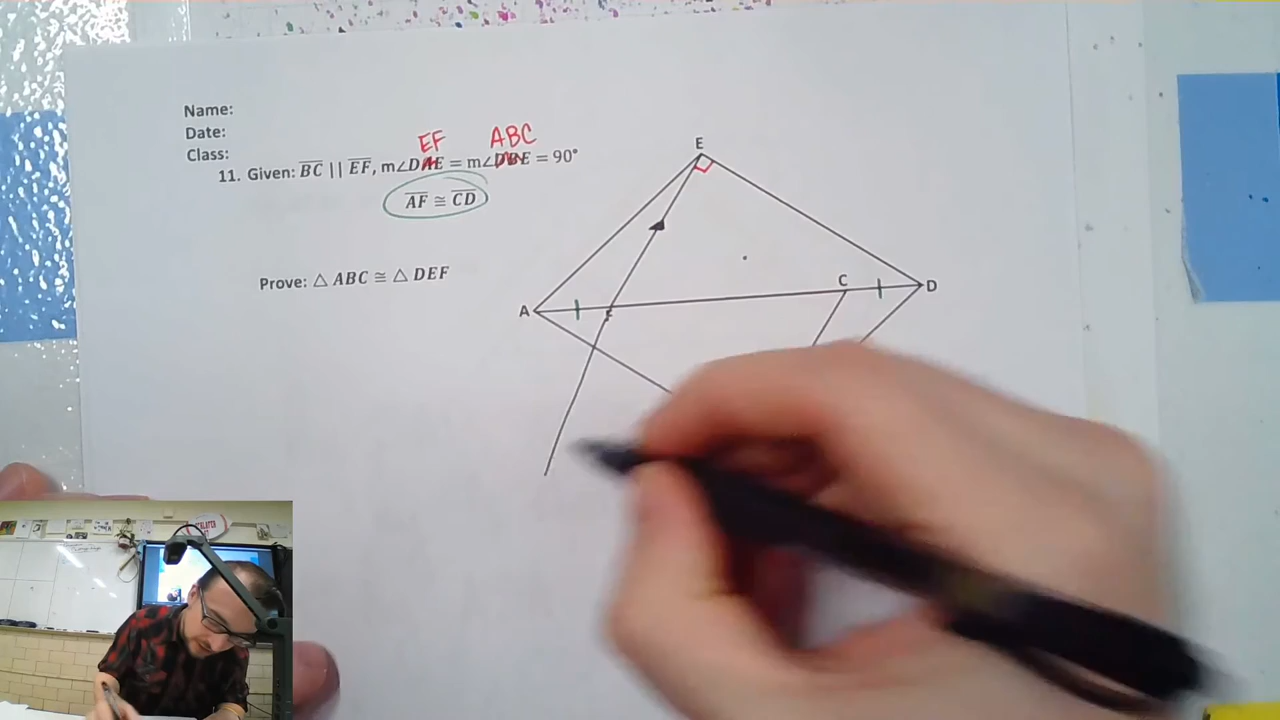 Name:
Date:
Class:
EF ABC
11. Given: BC || EF, m∠DAE = m∠DBE = 90°
AF ≅ CD
Prove: △ ABC ≅ △ DEF
E
A
F
C
D